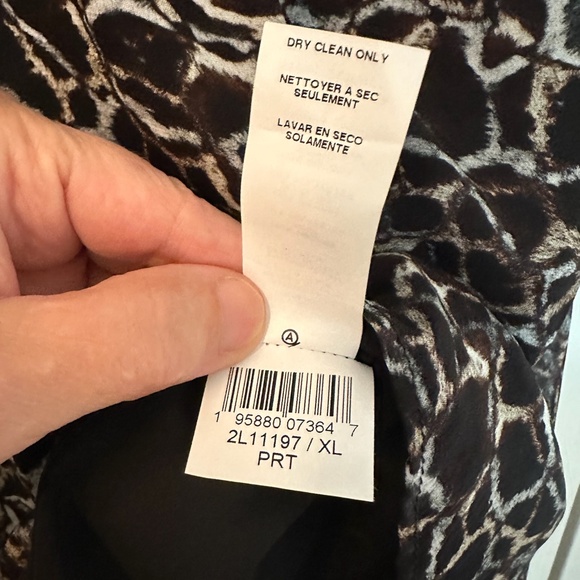 DRY CLEAN ONLY
NETTOYER A SEC
SEULEMENT
LAVAR EN SECO
SOLAMENTE
A
1 95880 07364 7
2L11197 / XL
PRT